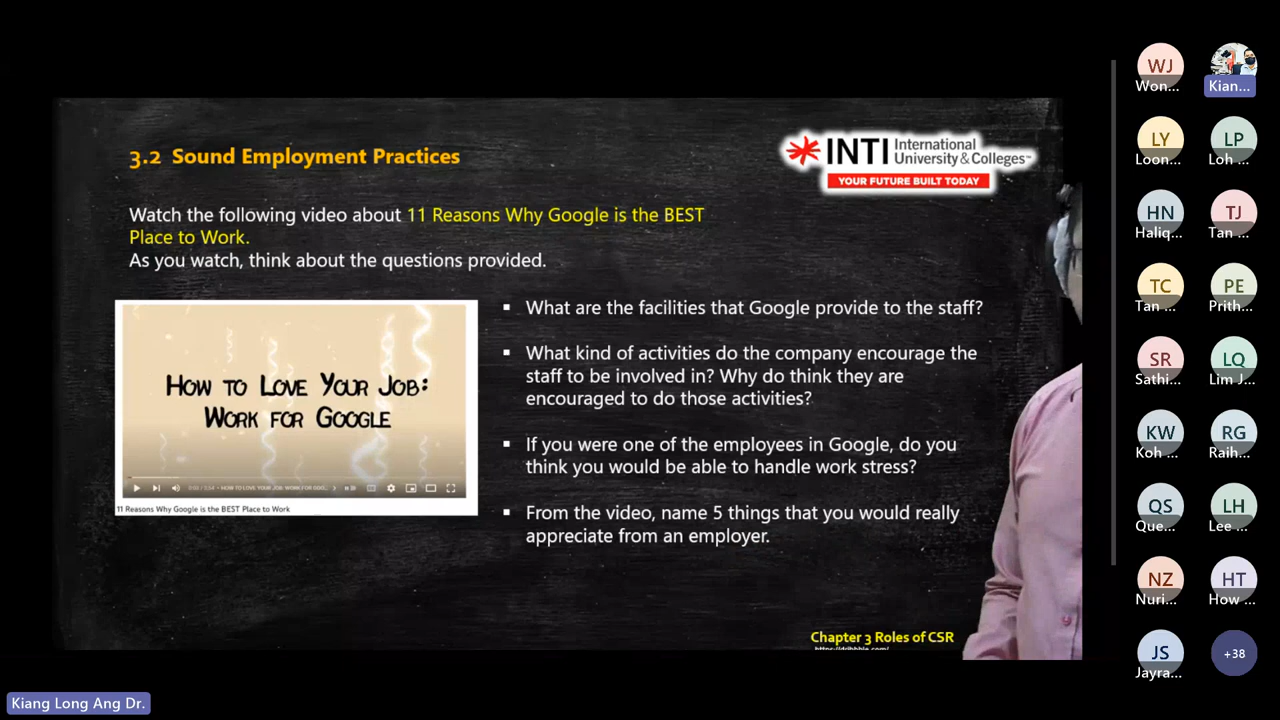 3.2 Sound Employment Practices
INTI International
University & Colleges
YOUR FUTURE BUILT TODAY
Watch the following video about 11 Reasons Why Google is the BEST
Place to Work.
As you watch, think about the questions provided.
HOW TO LOVE YOUR JOB:
WORK FOR GOOGLE
11 Reasons Why Google is the BEST Place to Work
▪ What are the facilities that Google provide to the staff?
▪ What kind of activities do the company encourage the
staff to be involved in? Why do think they are
encouraged to do those activities?
▪ If you were one of the employees in Google, do you
think you would be able to handle work stress?
▪ From the video, name 5 things that you would really
appreciate from an employer.
Chapter 3 Roles of CSR
WJ
Won...
Kian...
LY
Loon...
LP
Loh ...
HN
Haliq...
TJ
Tan ...
TC
Tan ...
PE
Prith...
SR
Sathi...
LQ
Lim J...
KW
Koh ...
RG
Raih...
QS
Que...
LH
Lee ...
NZ
Nuri...
HT
How ...
JS
Jayra...
+38
Kiang Long Ang Dr.